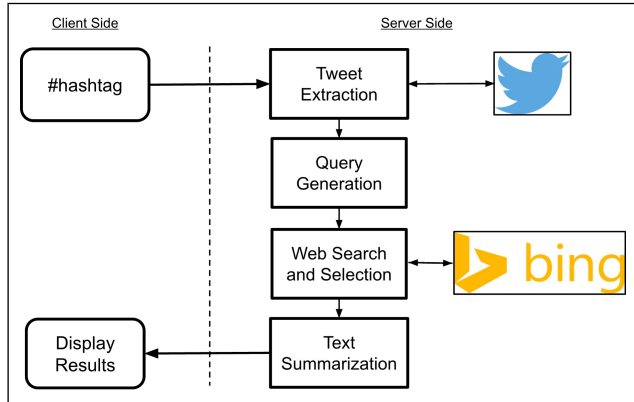 Client Side
Server Side
#hashtag
Tweet
Extraction
Query
Generation
Web Search
and Selection
bing
Display
Results
Text
Summarization